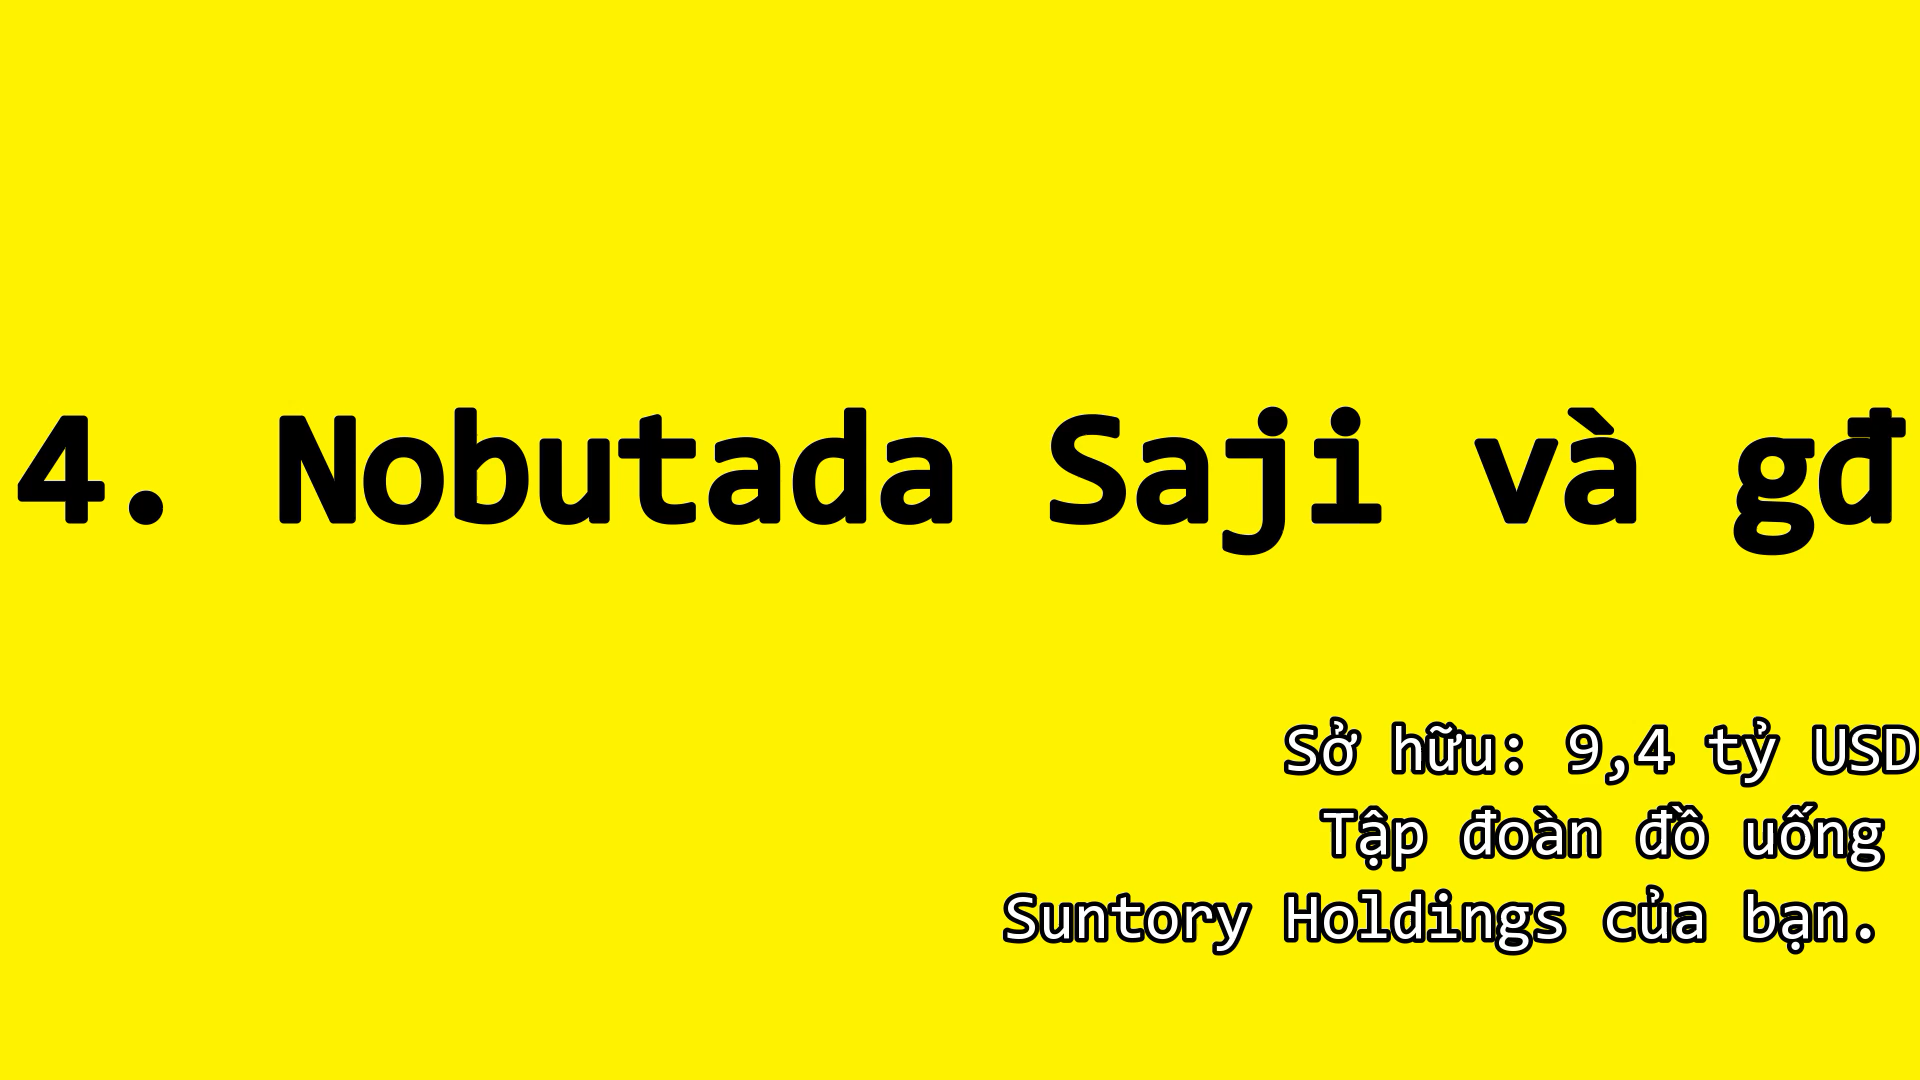 4. Nobutada Saji và gđ
Sở hữu: 9,4 tỷ USD
Tập đoàn đồ uống
Suntory Holdings của bạn.